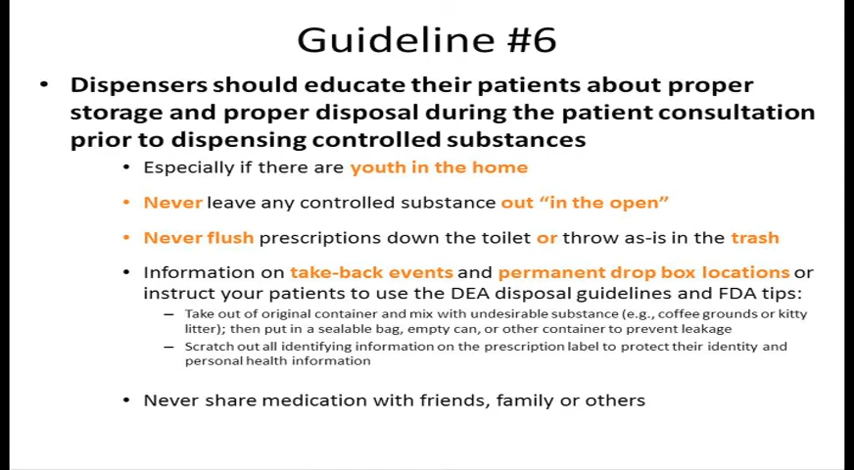 Guideline #6
• Dispensers should educate their patients about proper
storage and proper disposal during the patient consultation
prior to dispensing controlled substances
• Especially if there are youth in the home
• Never leave any controlled substance out “in the open”
• Never flush prescriptions down the toilet or throw as-is in the trash
• Information on take-back events and permanent drop box locations or
instruct your patients to use the DEA disposal guidelines and FDA tips:
– Take out of original container and mix with undesirable substance (e.g., coffee grounds or kitty
litter); then put in a sealable bag, empty can, or other container to prevent leakage
– Scratch out all identifying information on the prescription label to protect their identity and
personal health information
• Never share medication with friends, family or others